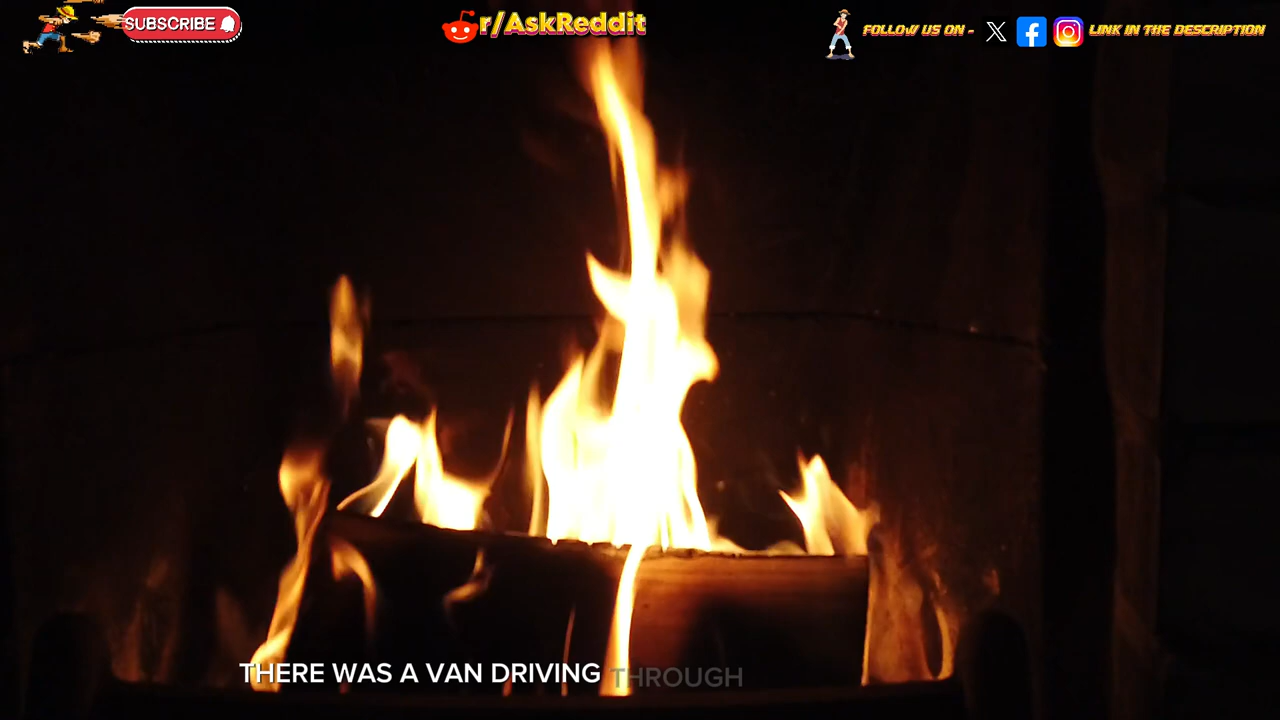 SUBSCRIBE
r/AskReddit
FOLLOW US ON -
LINK IN THE DESCRIPTION
THERE WAS A VAN DRIVING THROUGH